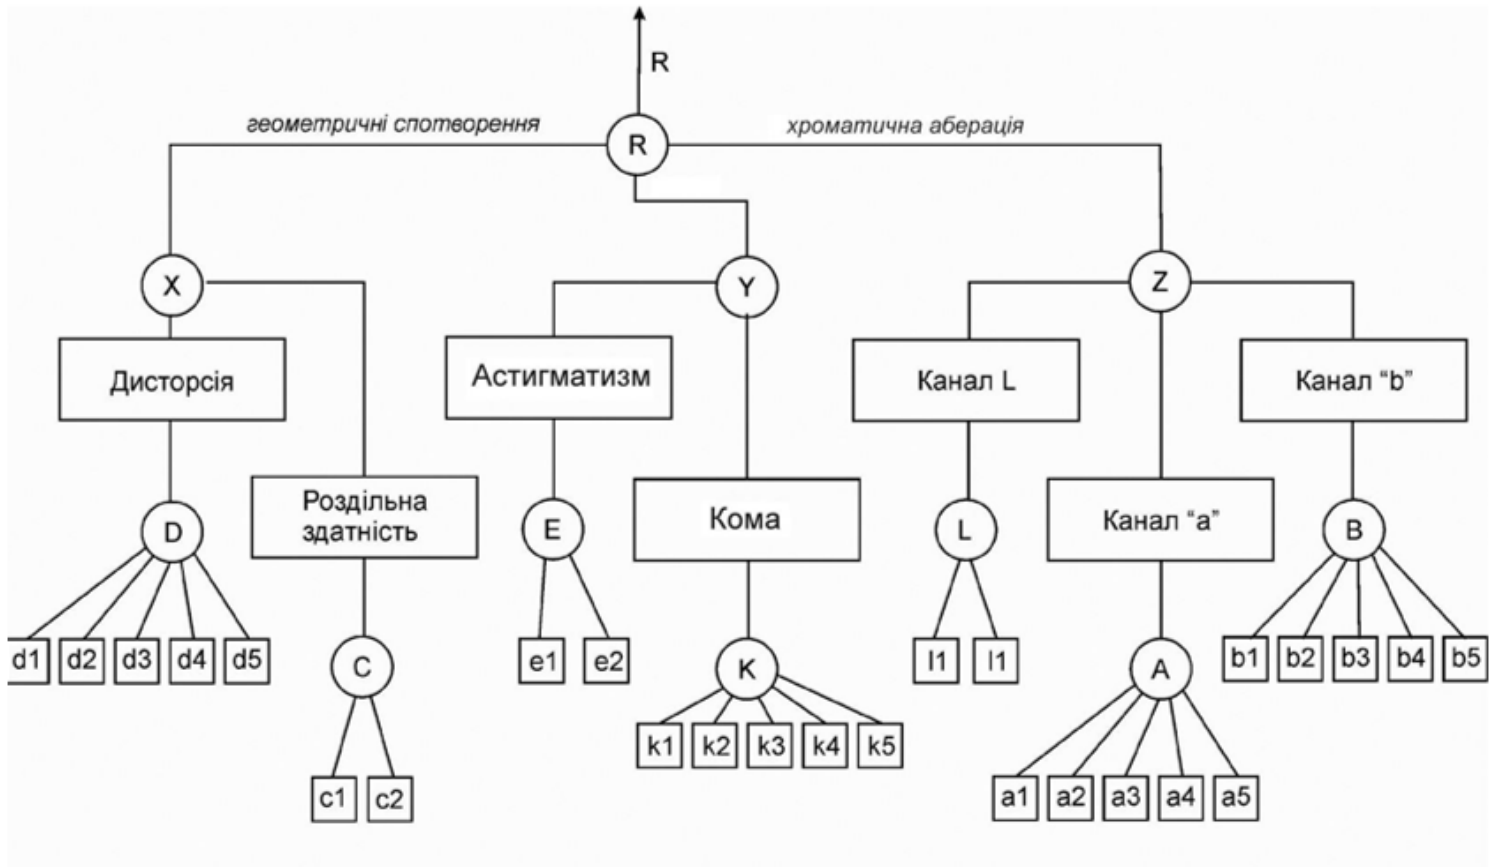 R
геометричні спотворення
R
хроматична аберація
X
Y
Z
Дисторсія
Астигматизм
Канал L
Канал “b”
Роздільна
здатність
Кома
Канал “a”
D
E
L
B
d1 d2 d3 d4 d5
C
e1 e2
K
l1 l1
A
b1 b2 b3 b4 b5
k1 k2 k3 k4 k5
c1 c2
a1 a2 a3 a4 a5